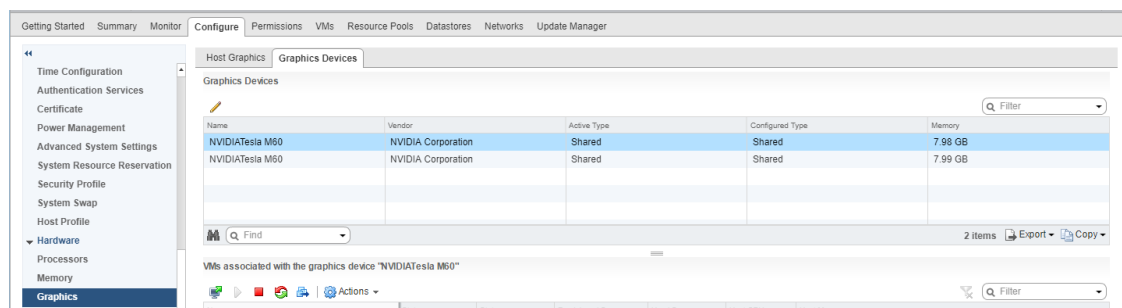 Getting Started Summary Monitor Configure Permissions VMs Resource Pools Datastores Networks Update Manager
Time Configuration
Authentication Services
Certificate
Power Management
Advanced System Settings
System Resource Reservation
Security Profile
System Swap
Host Profile
Hardware
Processors
Memory
Graphics
Host Graphics Graphics Devices
Graphics Devices
Filter
Name Vendor Active Type Configured Type Memory
NVIDIATesla M60 NVIDIA Corporation Shared Shared 7.98 GB
NVIDIATesla M60 NVIDIA Corporation Shared Shared 7.99 GB
Find 2 items Export Copy
VMs associated with the graphics device "NVIDIATesla M60"
Actions Filter